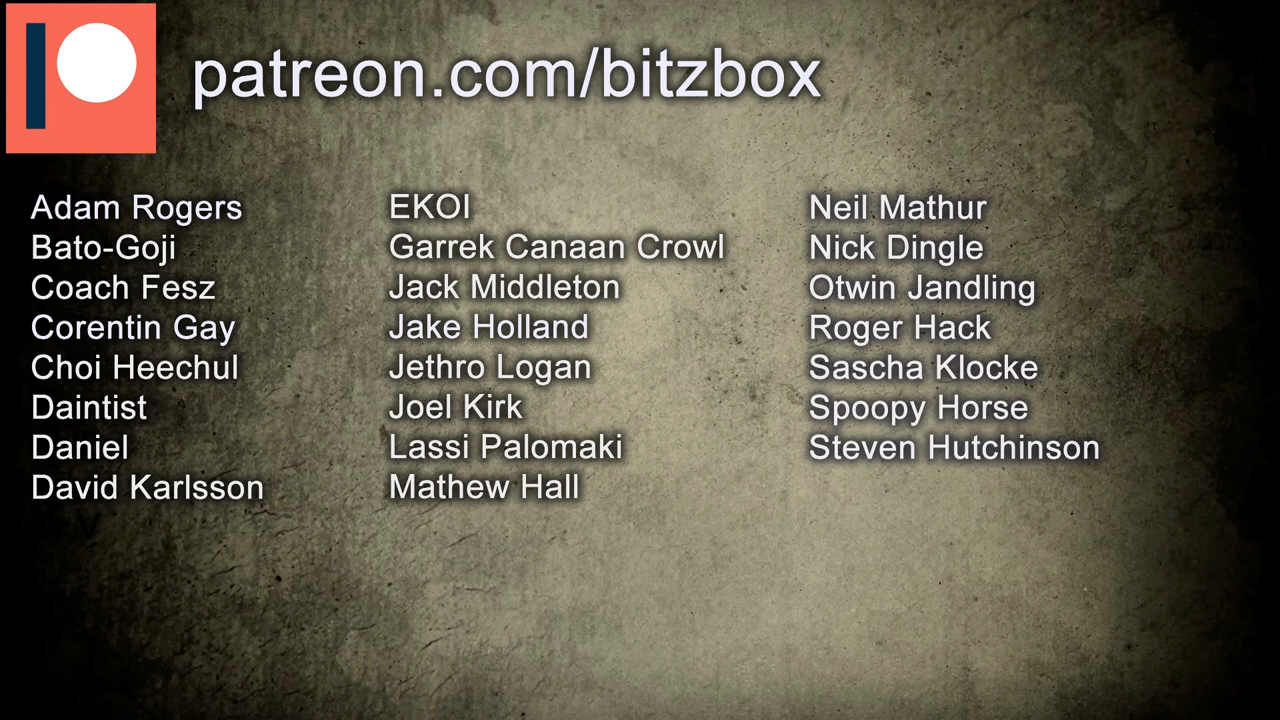 patreon.com/bitzbox
Adam Rogers
Bato-Goji
Coach Fesz
Corentin Gay
Choi Heechul
Daintist
Daniel
David Karlsson
EKOI
Garrek Canaan Crowl
Jack Middleton
Jake Holland
Jethro Logan
Joel Kirk
Lassi Palomaki
Mathew Hall
Neil Mathur
Nick Dingle
Otwin Jandling
Roger Hack
Sascha Klocke
Spoopy Horse
Steven Hutchinson